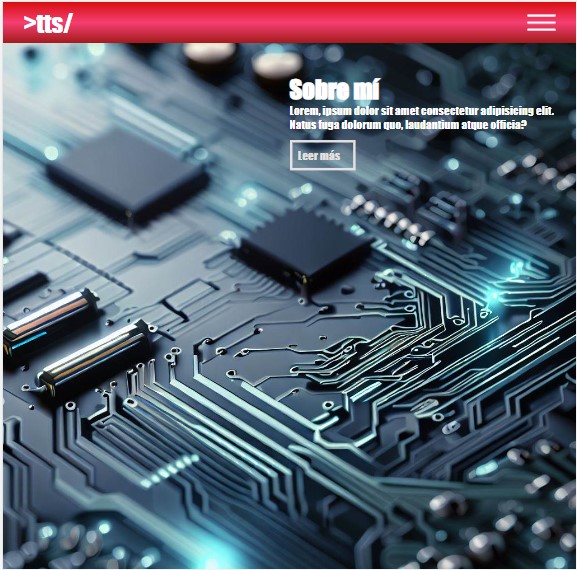 >tts/
Sobre mí
Lorem, ipsum dolor sit amet consectetur adipisicing elit.
Natus fuga dolorum quo, laudantium atque officia?
Leer más